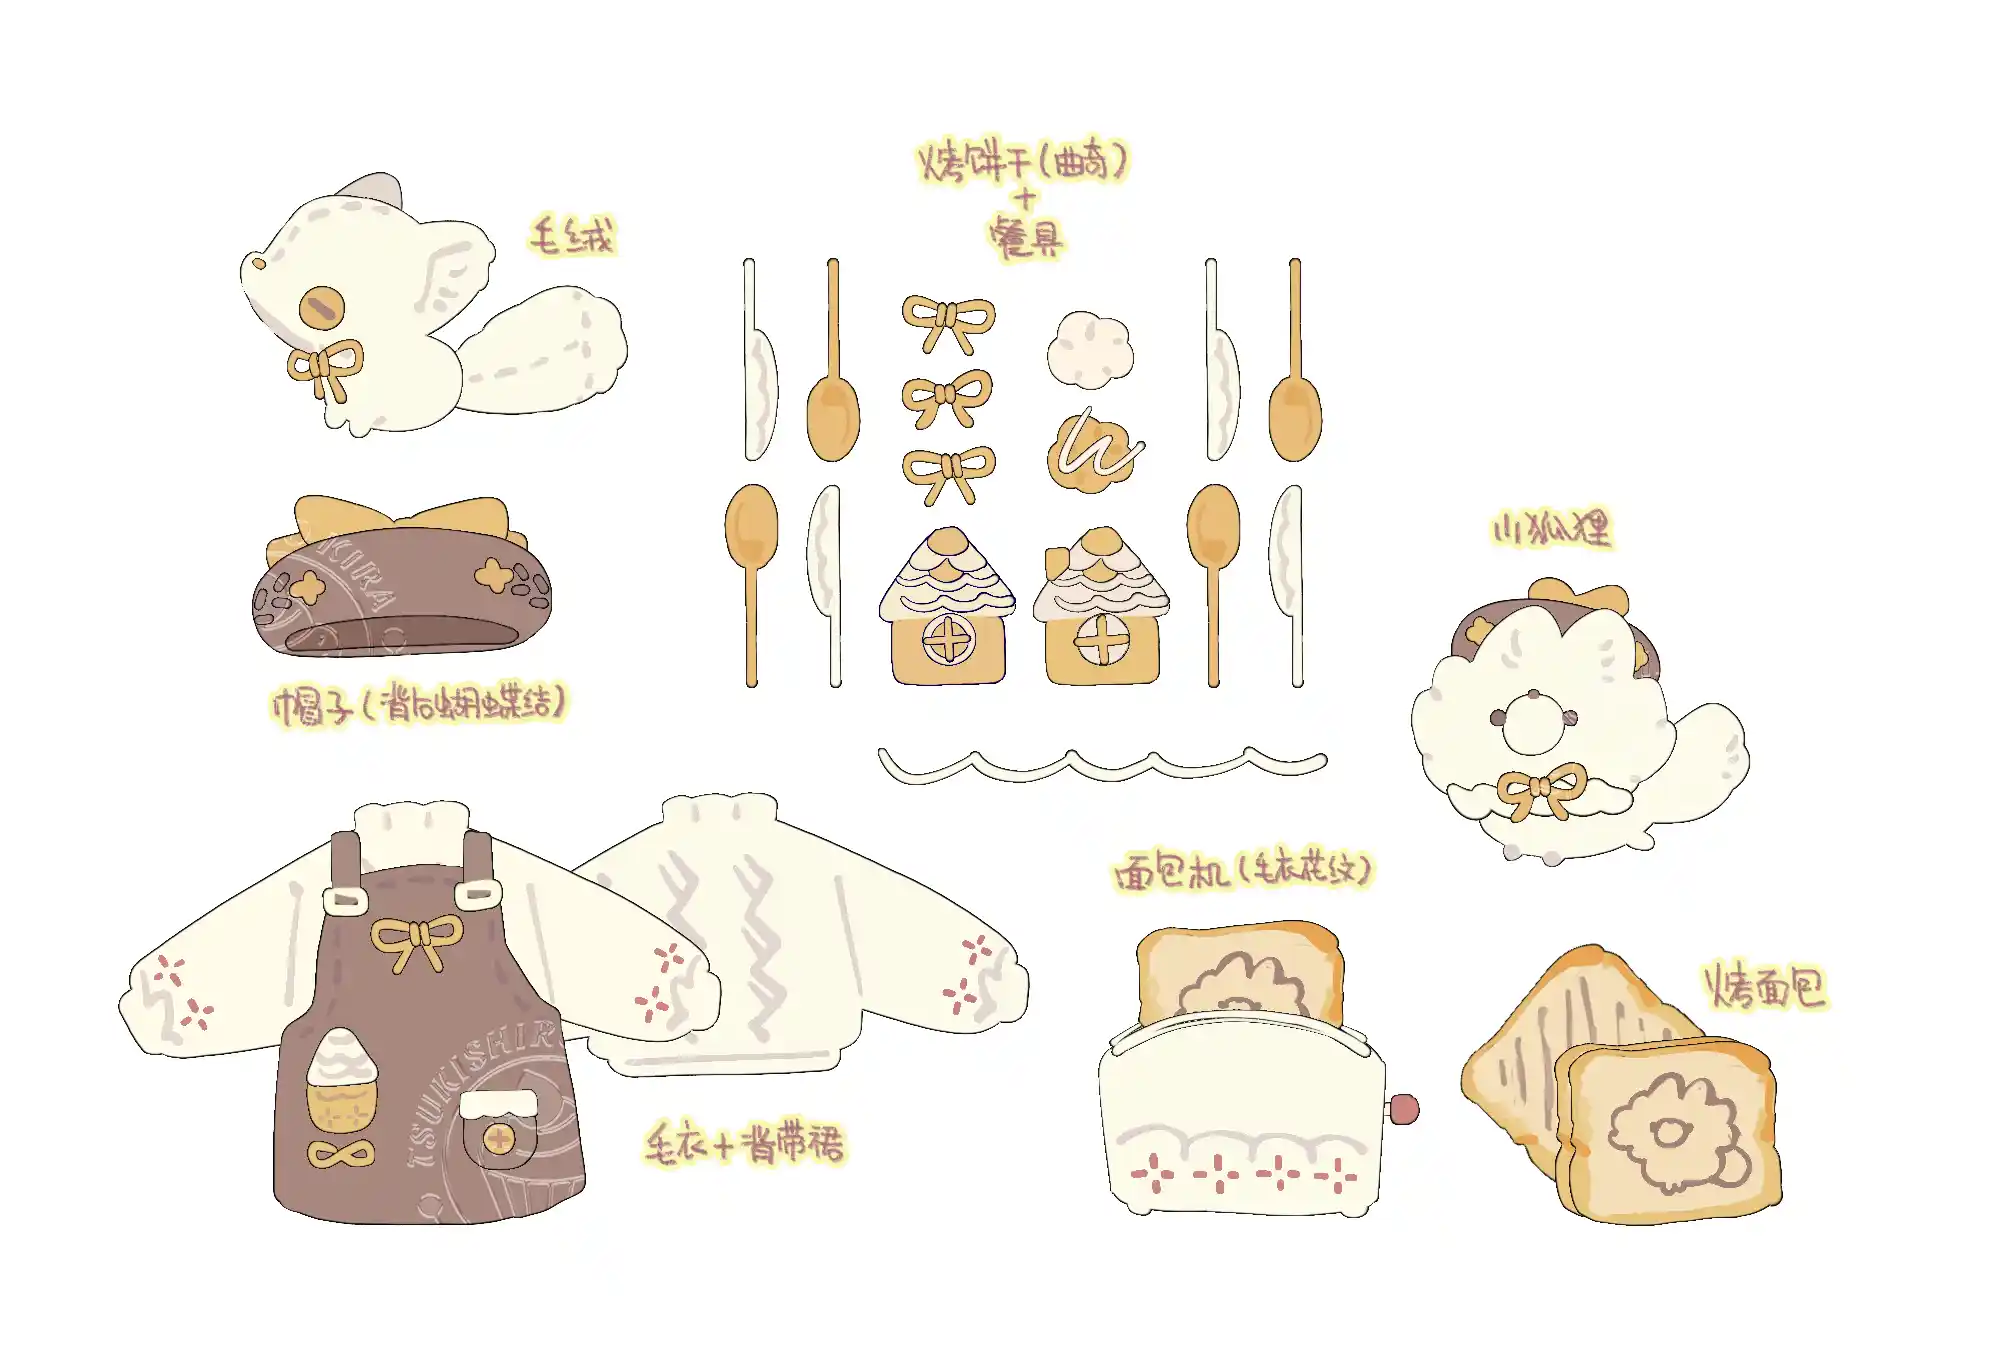 烤饼干(曲奇)
+
餐具
毛绒
小狐狸
帽子(背后蝴蝶结)
面包机(毛衣花纹)
烤面包
毛衣+背带裙
TSUKISHIR